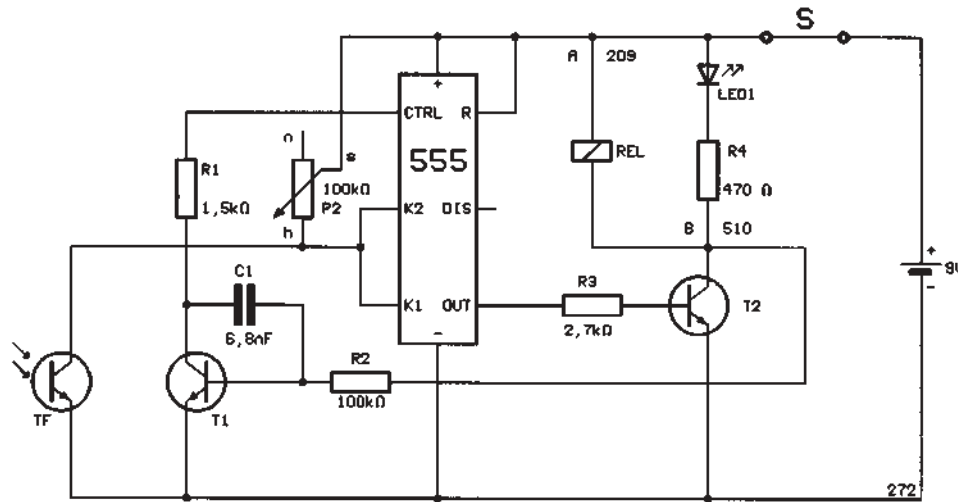 S
A 209
+
LED1
CTRL R
n
s
555
REL
R4
R1
100kΩ
P2
470 Ω
1,5kΩ
K2 DIS
h
B 510
+
9V
-
C1
R3
K1 OUT
T2
6,8nF
2,7kΩ
-
R2
TF
T1
100kΩ
272